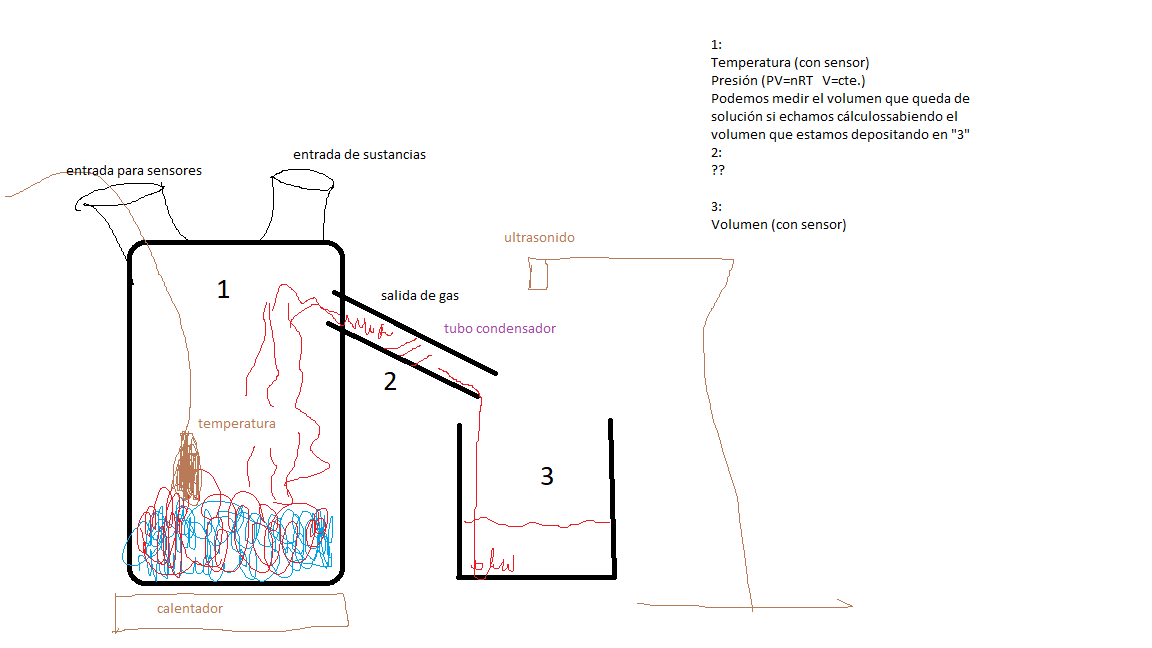 1:
Temperatura (con sensor)
Presión (PV=nRT   V=cte.)
Podemos medir el volumen que queda de
solución si echamos cálculossabiendo el
volumen que estamos depositando en "3"
2:
??
3:
Volumen (con sensor)
entrada de sustancias
entrada para sensores
ultrasonido
1
salida de gas
tubo condensador
2
temperatura
3
calentador